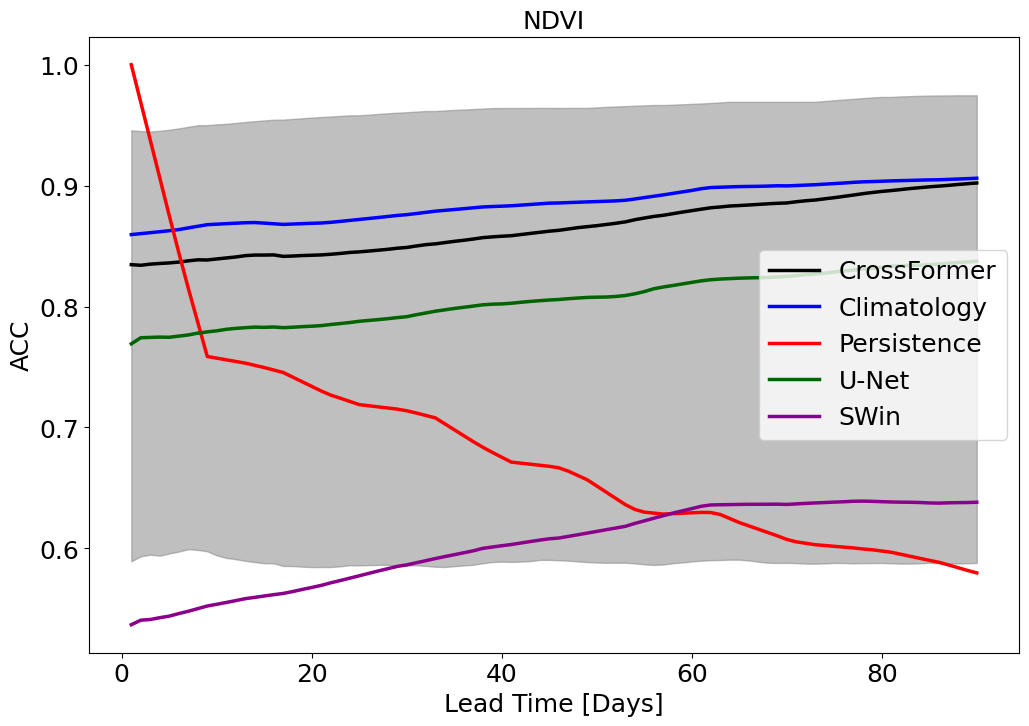 NDVI
1.0
0.9
0.8
0.7
0.6
ACC
CrossFormer
Climatology
Persistence
U-Net
SWin
0
20
40
60
80
Lead Time [Days]